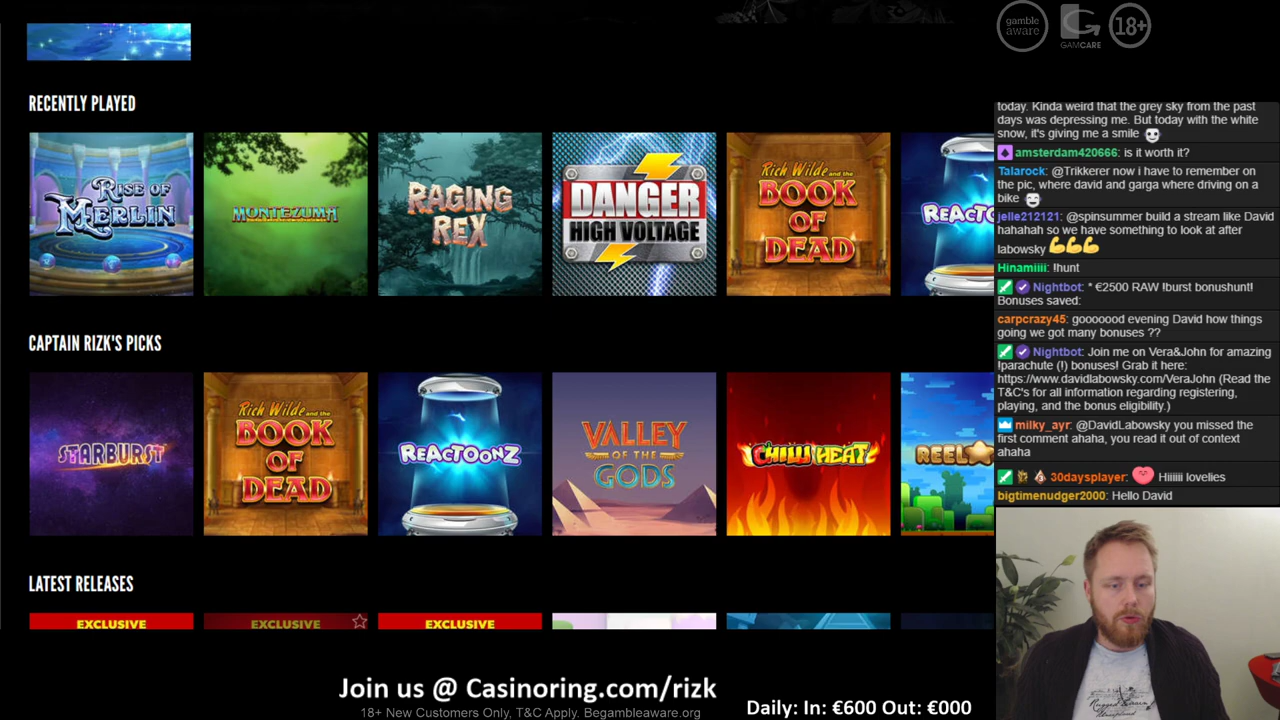 gamble
aware
GAMCARE
18+
RECENTLY PLAYED
RISE OF
MERLIN
MONTEZUMA
RAGING
REX
DANGER
HIGH VOLTAGE
Rich Wilde and the
BOOK
OF
DEAD
REACTO
CAPTAIN RIZK'S PICKS
STARBURST
Rich Wilde and the
BOOK
OF
DEAD
REACTOONZ
VALLEY
OF THE
GODS
CHILLI HEAT
REEL
LATEST RELEASES
EXCLUSIVE
EXCLUSIVE
EXCLUSIVE
today. Kinda weird that the grey sky from the past
days was depressing me. But today with the white
snow, it's giving me a smile
amsterdam420666: is it worth it?
Talarock: @Trikkerer now i have to remember on
the pic, where david and garga where driving on a
bike
jelle212121: @spinsummer build a stream like David
hahahah so we have something to look at after
labowsky
Hinamiiii: !hunt
Nightbot: * €2500 RAW !burst bonushunt!
Bonuses saved:
carpcrazy45: gooooood evening David how things
going we got many bonuses ??
Nightbot: Join me on Vera&John for amazing
!parachute (!) bonuses! Grab it here:
https://www.davidlabowsky.com/VeraJohn (Read the
T&C's for all information regarding registering,
playing, and the bonus eligibility.)
milky_ayr: @DavidLabowsky you missed the
first comment ahaha, you read it out of context
ahaha
30daysplayer: Hiiiiii lovelies
bigtimenudger2000: Hello David
Join us @ Casinoring.com/rizk
18+ New Customers Only, T&C Apply. Begambleaware.org
Daily: In: €600 Out: €000